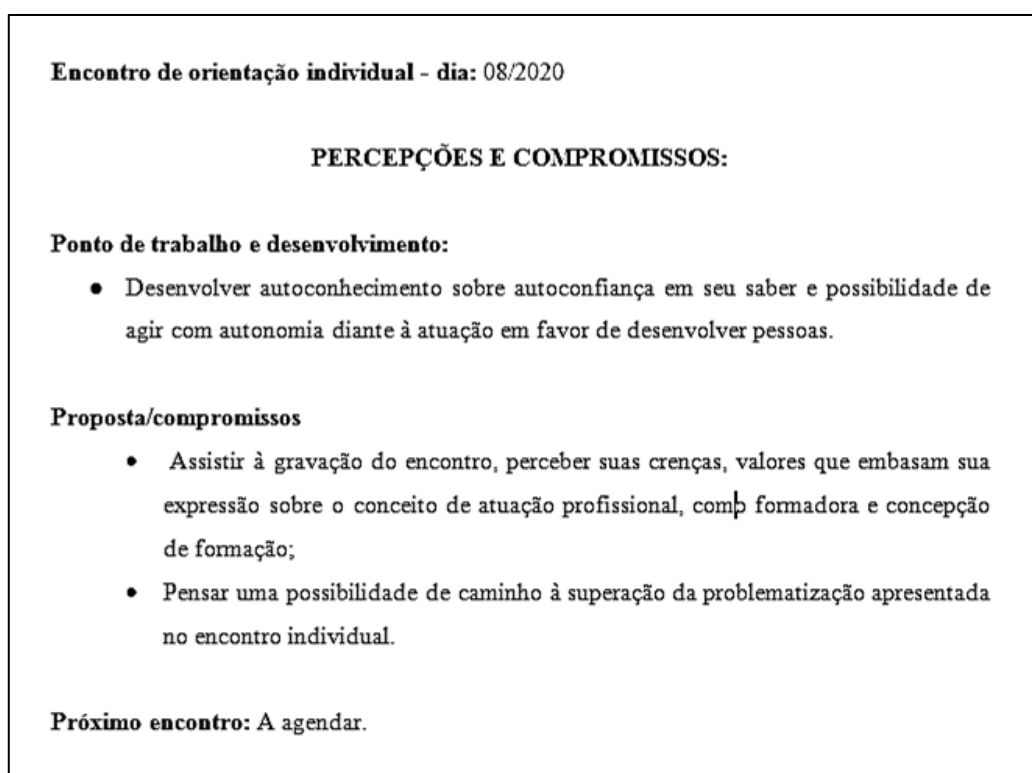 Encontro de orientação individual - dia: 08/2020
PERCEPÇÕES E COMPROMISSOS:
Ponto de trabalho e desenvolvimento:
● Desenvolver autoconhecimento sobre autoconfiança em seu saber e possibilidade de
agir com autonomia diante à atuação em favor de desenvolver pessoas.
Proposta/compromissos
● Assistir à gravação do encontro, perceber suas crenças, valores que embasam sua
expressão sobre o conceito de atuação profissional, como formadora e concepção
de formação;
● Pensar uma possibilidade de caminho à superação da problematização apresentada
no encontro individual.
Próximo encontro: A agendar.